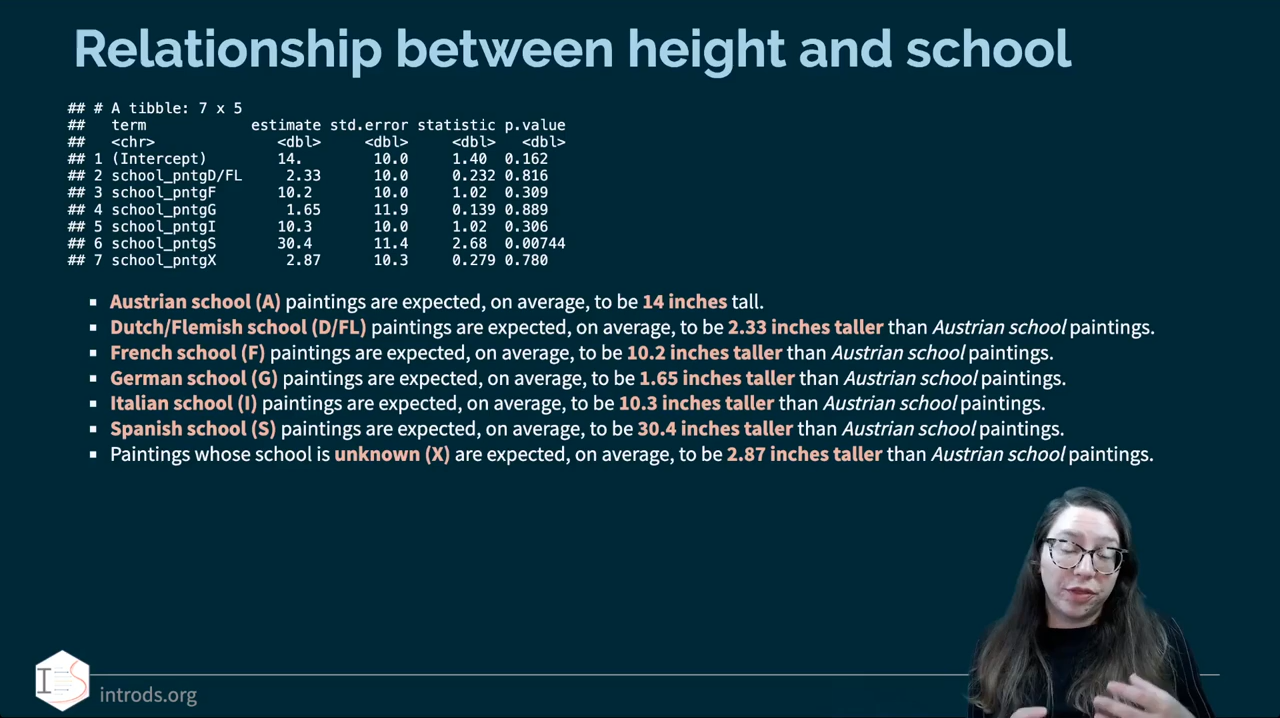 Relationship between height and school
## # A tibble: 7 x 5
##   term          estimate std.error statistic p.value
##   <chr>            <dbl>     <dbl>     <dbl>   <dbl>
## 1 (Intercept)      14.        10.0     1.40  0.162
## 2 school_pntgD/FL   2.33      10.0     0.232 0.816
## 3 school_pntgF     10.2       10.0     1.02  0.309
## 4 school_pntgG      1.65      11.9     0.139 0.889
## 5 school_pntgI     10.3       10.0     1.02  0.306
## 6 school_pntgS     30.4       11.4     2.68  0.00744
## 7 school_pntgX      2.87      10.3     0.279 0.780
▪ Austrian school (A) paintings are expected, on average, to be 14 inches tall.
▪ Dutch/Flemish school (D/FL) paintings are expected, on average, to be 2.33 inches taller than Austrian school paintings.
▪ French school (F) paintings are expected, on average, to be 10.2 inches taller than Austrian school paintings.
▪ German school (G) paintings are expected, on average, to be 1.65 inches taller than Austrian school paintings.
▪ Italian school (I) paintings are expected, on average, to be 10.3 inches taller than Austrian school paintings.
▪ Spanish school (S) paintings are expected, on average, to be 30.4 inches taller than Austrian school paintings.
▪ Paintings whose school is unknown (X) are expected, on average, to be 2.87 inches taller than Austrian school paintings.
IDS
introds.org